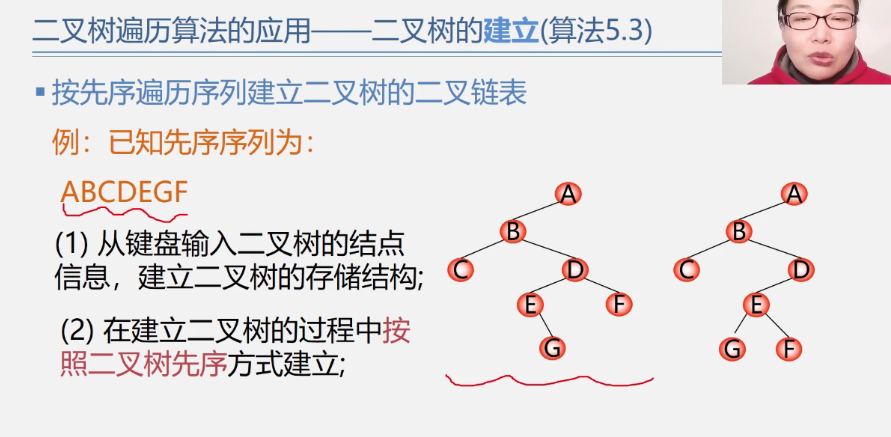 二叉树遍历算法的应用——二叉树的建立(算法5.3)
▪按先序遍历序列建立二叉树的二叉链表
例：已知先序序列为：
ABCDEGF
(1) 从键盘输入二叉树的结点
信息，建立二叉树的存储结构;
(2) 在建立二叉树的过程中按
照二叉树先序方式建立;
A
B
C
D
E
F
G
A
B
C
D
E
G
F